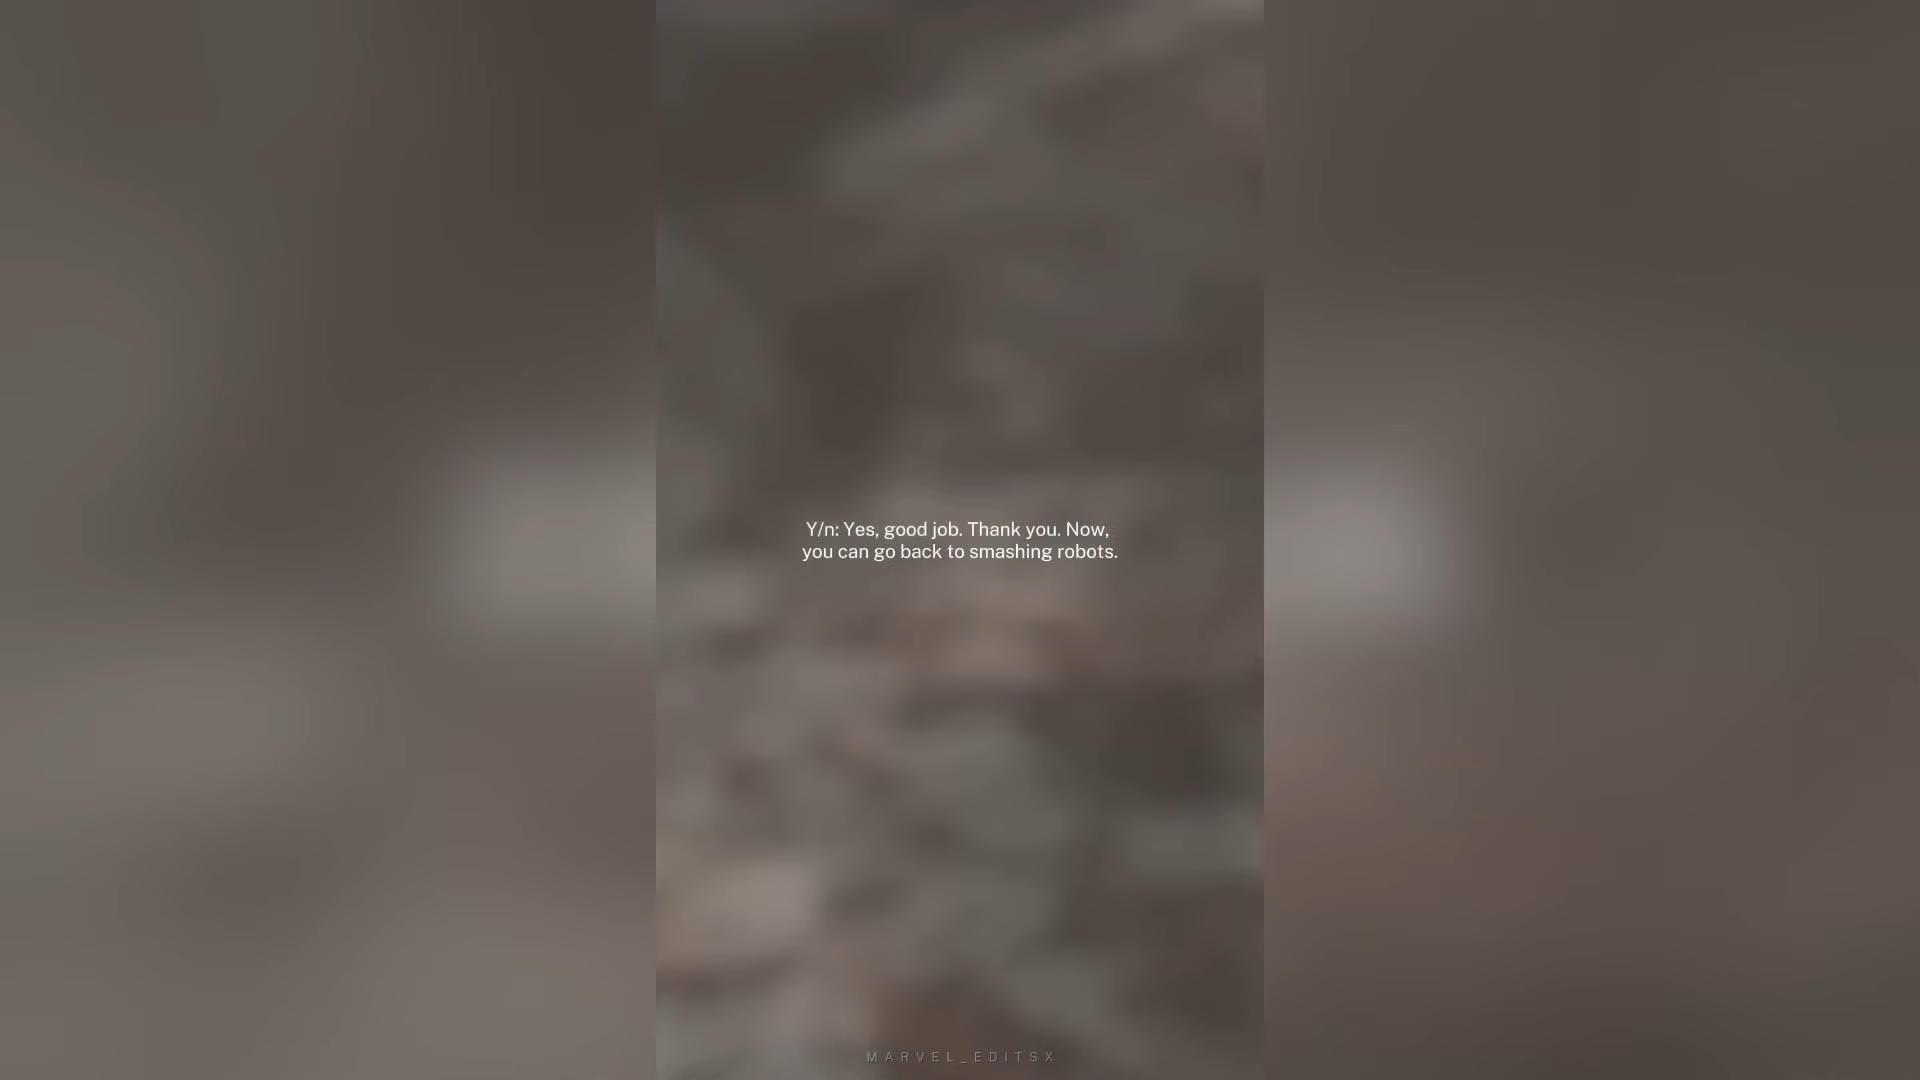 Y/n: Yes, good job. Thank you. Now,
you can go back to smashing robots.
MARVEL_EDITSX